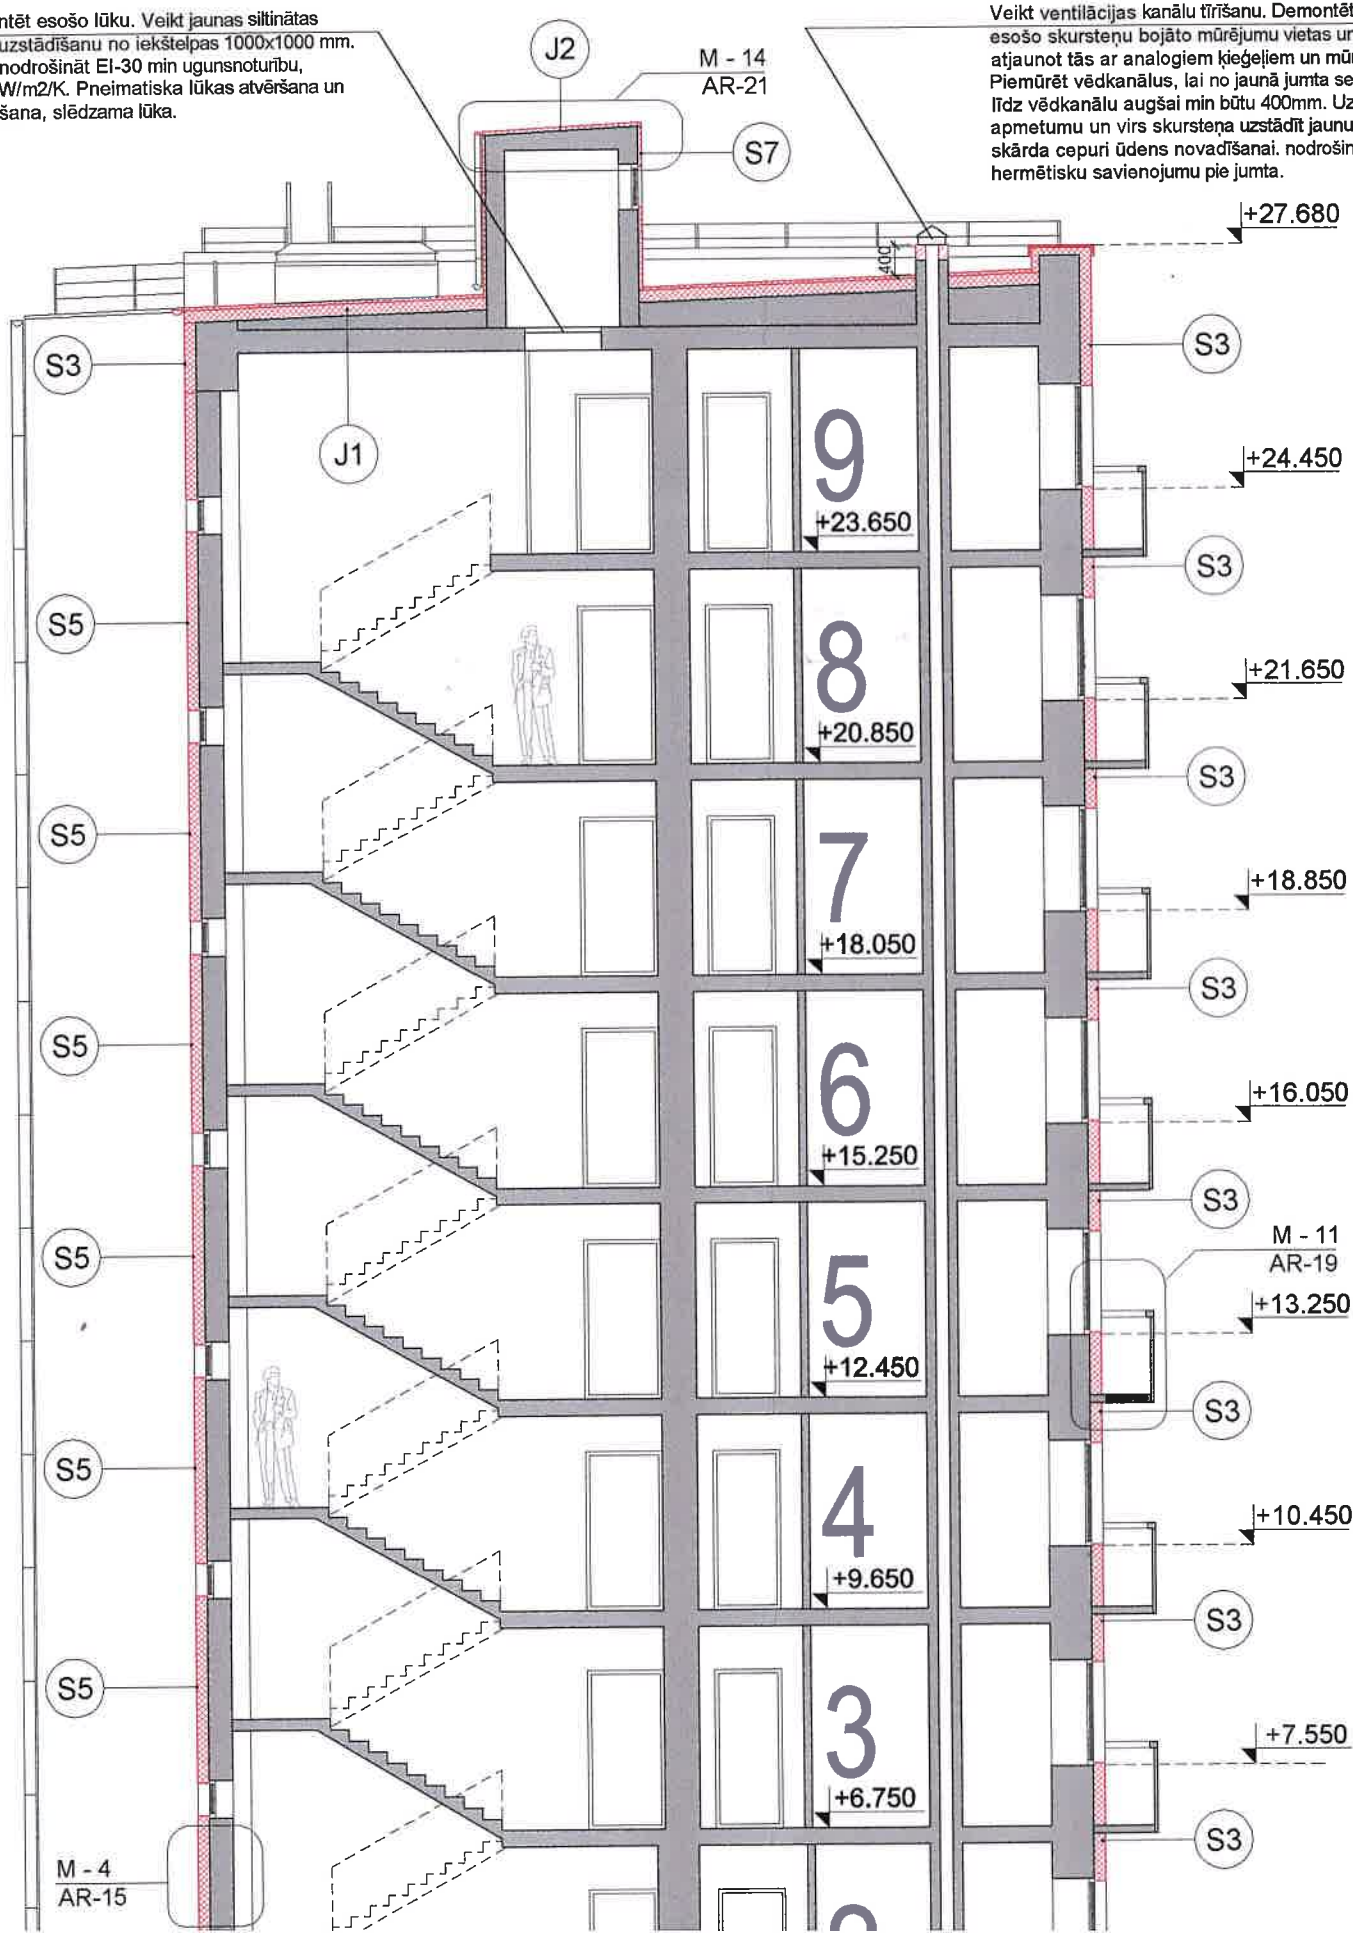 ntēt esošo lūku. Veikt jaunas siltinātas
uzstādīšanu no iekštelpas 1000x1000 mm.
nodrošināt EI-30 min ugunsnoturību,
W/m2/K. Pneimatiska lūkas atvēršana un
šana, slēdzama lūka.
J2
M - 14
AR-21
S7
Veikt ventilācijas kanālu tīrīšanu. Demontēt
esošo skursteņu bojāto mūrējumu vietas un
atjaunot tās ar analogiem ķieģeļiem un mūr
Piemūrēt vēdkanālus, lai no jaunā jumta se
līdz vēdkanālu augšai min būtu 400mm. Uz
apmetumu un virs skursteņa uzstādīt jaunu
skārda cepuri ūdens novadīšanai. nodrošin
hermētisku savienojumu pie jumta.
+27.680
400
S3
S3
J1
9
+24.450
+23.650
S3
S5
8
+21.650
+20.850
S3
S5
7
+18.850
+18.050
S3
S5
6
+16.050
+15.250
S3
M - 11
AR-19
S5
5
+13.250
+12.450
S3
S5
4
+10.450
+9.650
S3
S5
3
+7.550
+6.750
S3
M - 4
AR-15